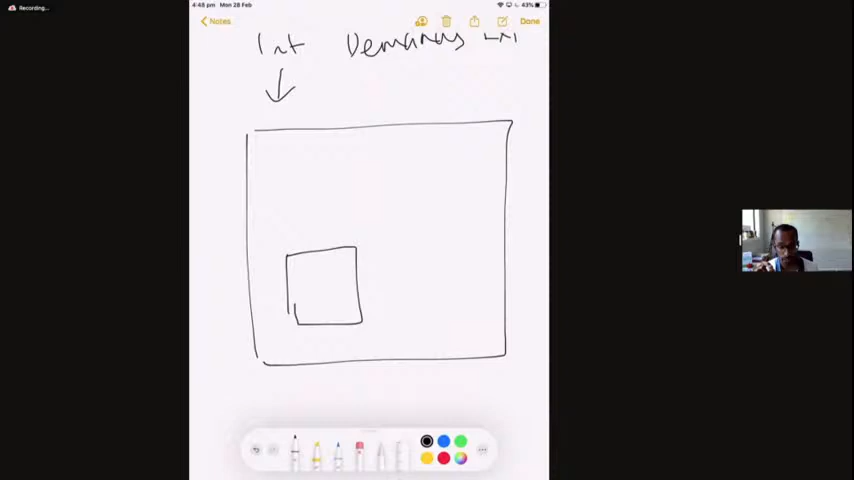 Recording...
4:48 pm Mon 28 Feb
43%
Notes
Done
Int Demands